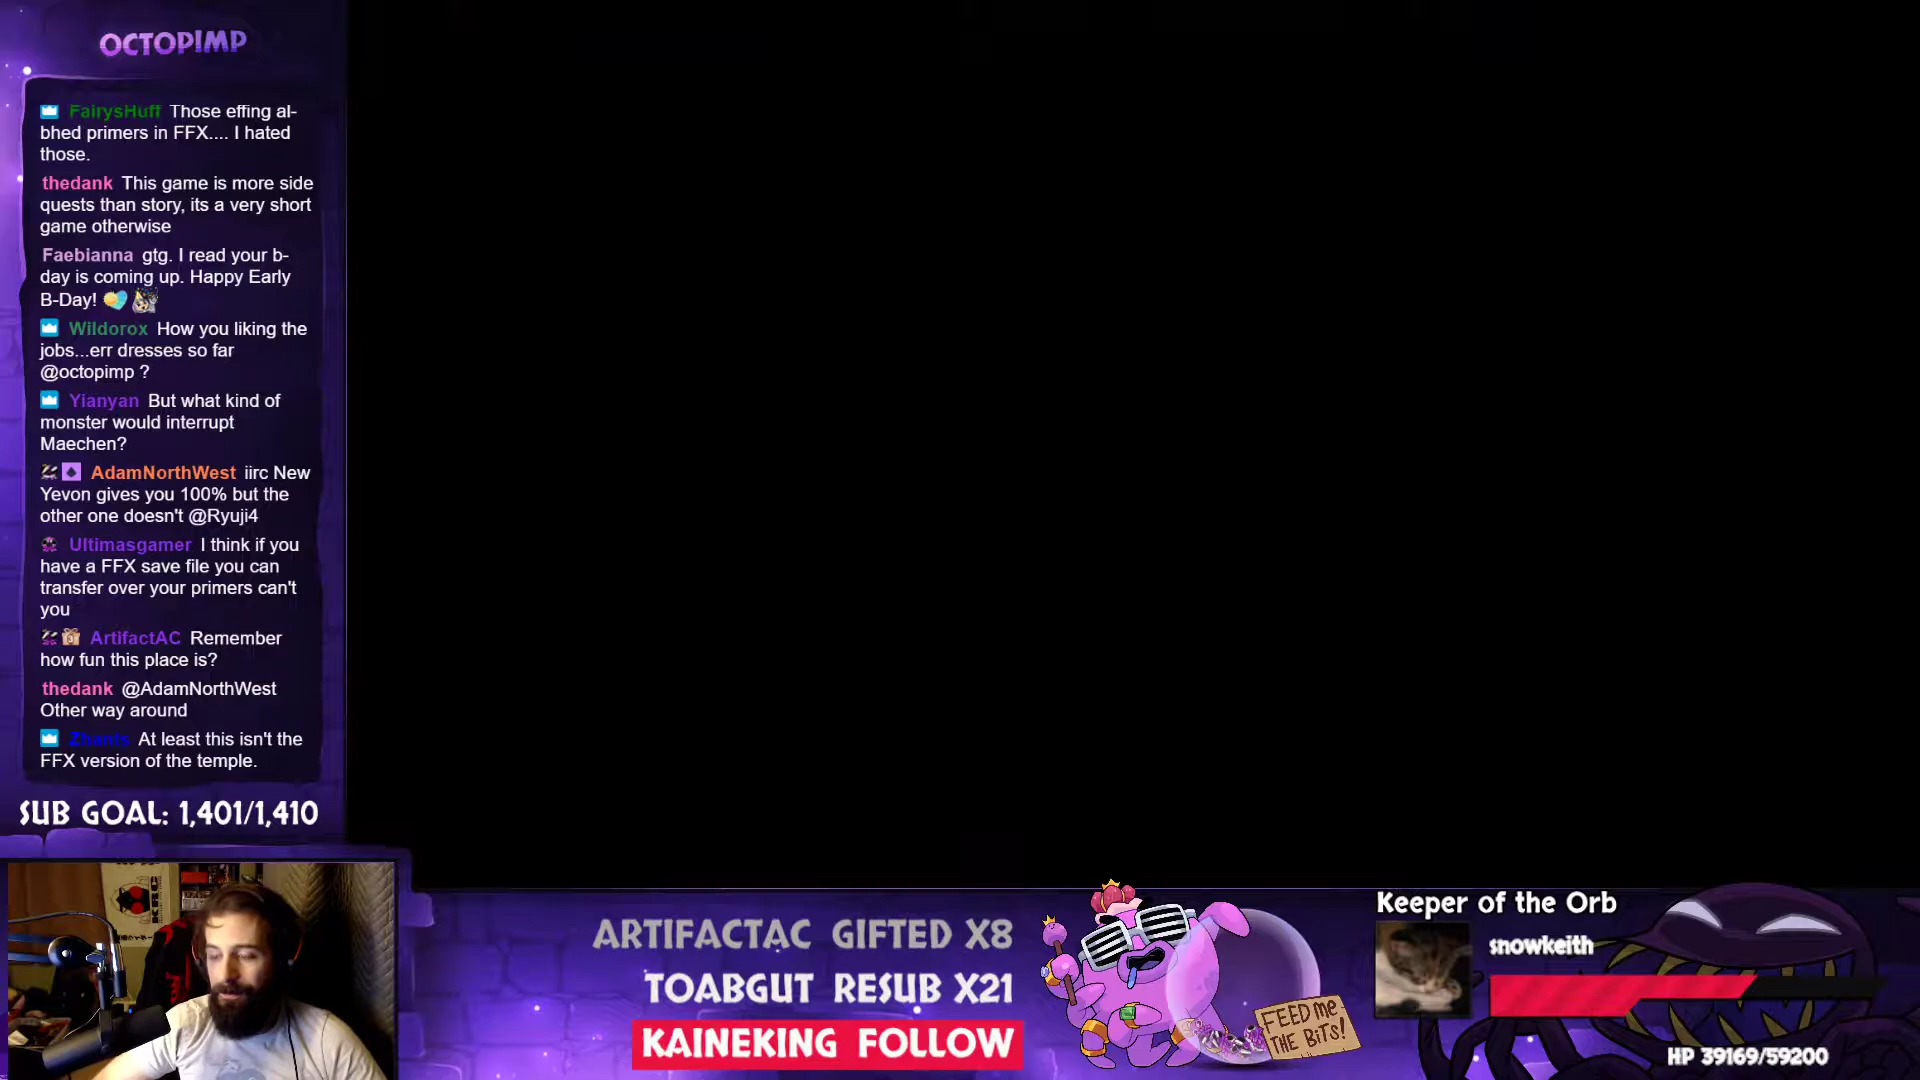 OCTOPIMP
FairysHuff Those effing al-
bhed primers in FFX.... I hated
those.
thedank This game is more side
quests than story, its a very short
game otherwise
Faebianna gtg. I read your b-
day is coming up. Happy Early
B-Day!
Wildorox How you liking the
jobs...err dresses so far
@octopimp ?
Yianyan But what kind of
monster would interrupt
Maechen?
AdamNorthWest iirc New
Yevon gives you 100% but the
other one doesn't @Ryuji4
Ultimasgamer I think if you
have a FFX save file you can
transfer over your primers can't
you
ArtifactAC Remember
how fun this place is?
thedank @AdamNorthWest
Other way around
Zhants At least this isn't the
FFX version of the temple.
SUB GOAL: 1,401/1,410
ARTIFACTAC GIFTED X8
TOABGUT RESUB X21
KAINEKING FOLLOW
FEED ME
THE BITS!
Keeper of the Orb
snowkeith
HP 39169/59200